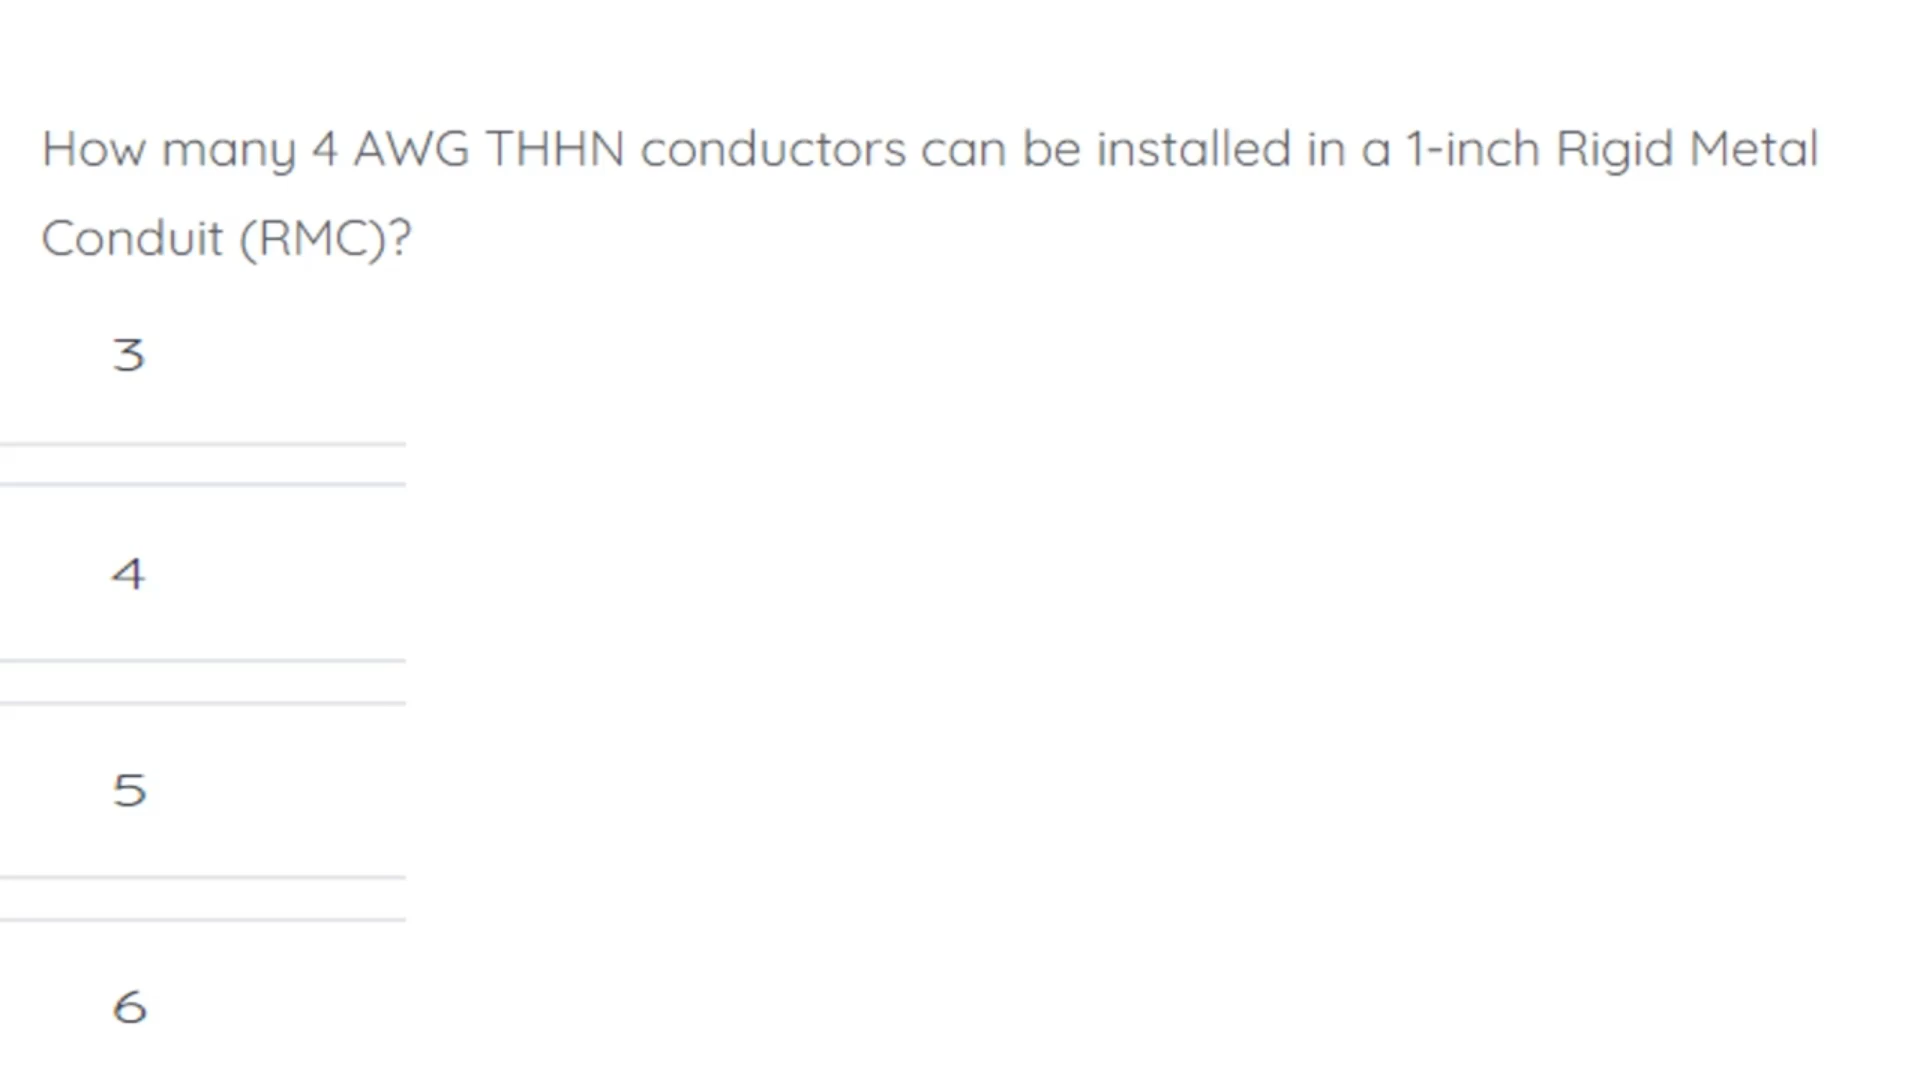 How many 4 AWG THHN conductors can be installed in a 1-inch Rigid Metal
Conduit (RMC)?
3
4
5
6